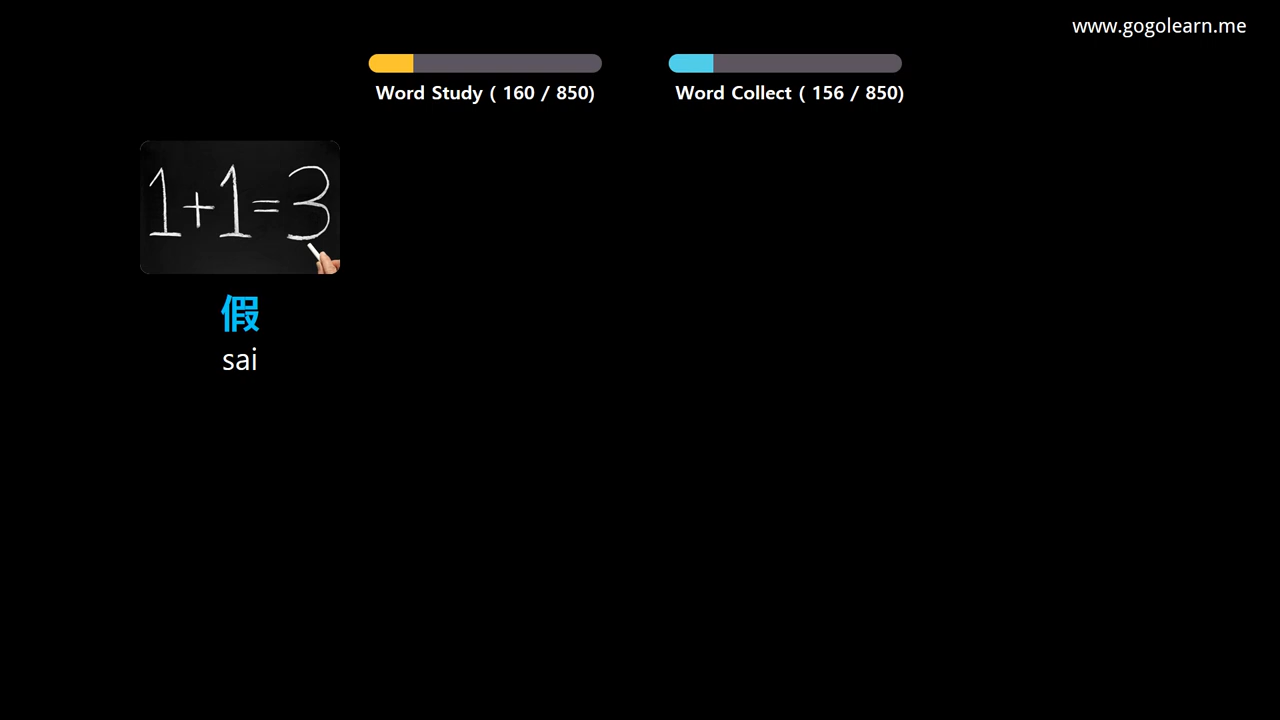 www.gogolearn.me
Word Study ( 160 / 850)
Word Collect ( 156 / 850)
1+1=3
假
sai